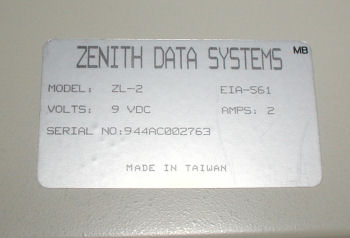 ZENITH DATA SYSTEMS MB
MODEL: ZL-2 EIA-561
VOLTS: 9 VDC AMPS: 2
SERIAL NO:944AC002763
MADE IN TAIWAN